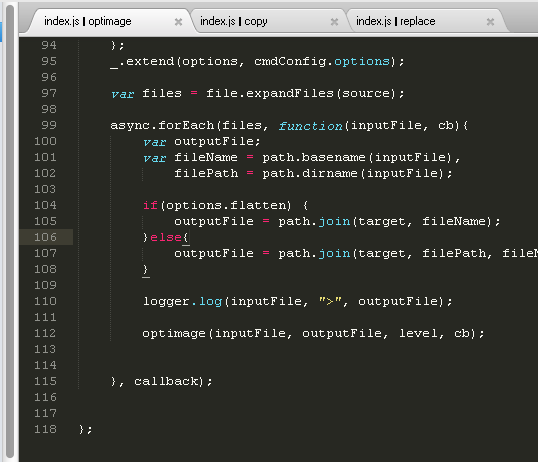 index.js | optimage × index.js | copy × index.js | replace ×
94 };
95 _.extend(options, cmdConfig.options);
96
97 var files = file.expandFiles(source);
98
99 async.forEach(files, function(inputFile, cb){
100 var outputFile;
101 var fileName = path.basename(inputFile),
102 filePath = path.dirname(inputFile);
103
104 if(options.flatten) {
105 outputFile = path.join(target, fileName);
106 }else{
107 outputFile = path.join(target, filePath,
108 }
109
110 logger.log(inputFile, ">", outputFile);
111
112 optimage(inputFile, outputFile, level, cb);
113
114
115 }, callback);
116
117
118 };